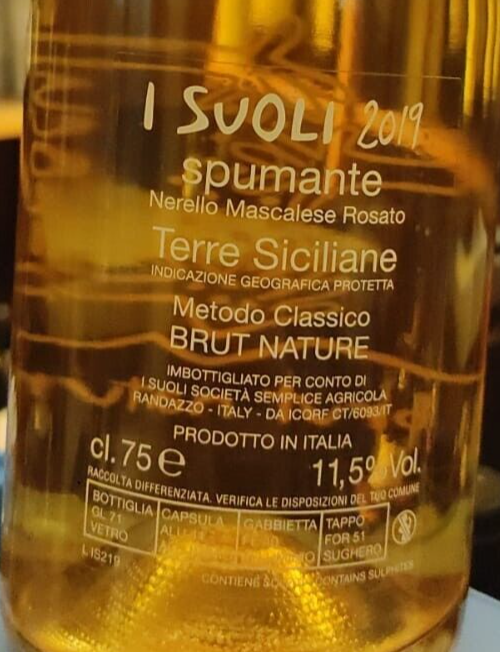 I SUOLI 2019
spumante
Nerello Mascalese Rosato
Terre Siciliane
INDICAZIONE GEOGRAFICA PROTETTA
Metodo Classico
BRUT NATURE
IMBOTTIGLIATO PER CONTO DI
I SUOLI SOCIETÀ SEMPLICE AGRICOLA
RANDAZZO - ITALY - DA ICQRF CT/6093/IT
PRODOTTO IN ITALIA
cl. 75 e 11,5% Vol.
RACCOLTA DIFFERENZIATA. VERIFICA LE DISPOSIZIONI DEL TUO COMUNE
BOTTIGLIA CAPSULA GABBIETTA TAPPO
GL 71 FOR 51
VETRO SUGHERO
L IS219
CONTIENE CONTAINS SULPHITES